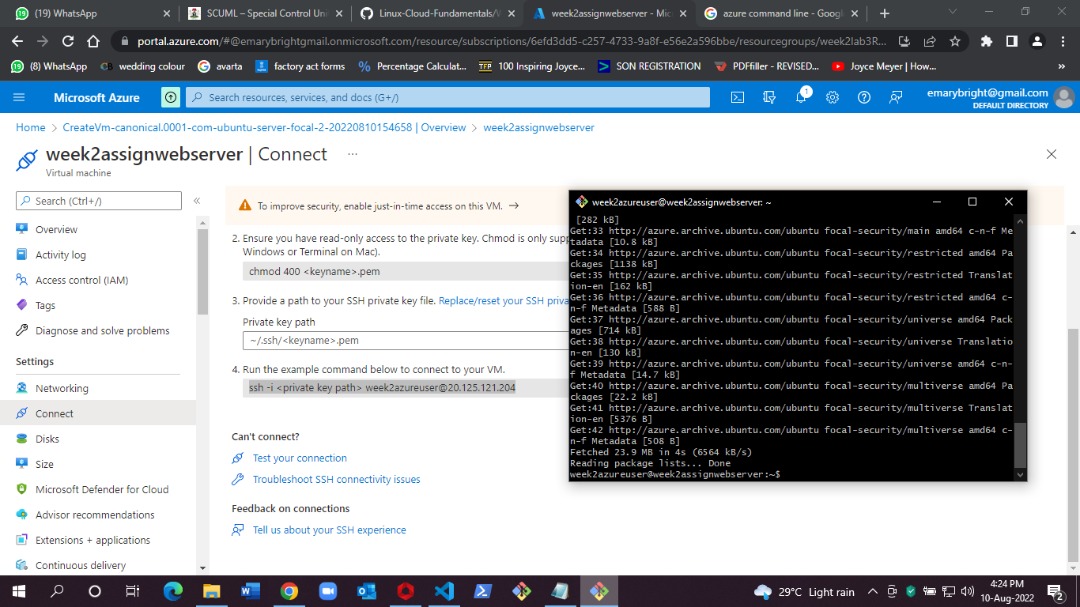 (8) WhatsApp
SCUML – Special Control Uni
Linux-Cloud-Fundamentals/
week2assignwebserver - Mic
azure command line - Googl
portal.azure.com/#@emarybrightgmail.onmicrosoft.com/resource/subscriptions/6efd3dd5-c257-4733-9a8f-e56e2a596bbe/resourcegroups/week2lab3R...
(8) WhatsApp
wedding colour
avarta
factory act forms
Percentage Calculat...
100 Inspiring Joyce...
SON REGISTRATION
PDFfiller - REVISED...
Joyce Meyer | How...
Microsoft Azure
Search resources, services, and docs (G+/)
1
emarybright@gmail.com
DEFAULT DIRECTORY
Home > CreateVm-canonical.0001-com-ubuntu-server-focal-2-20220810154658 | Overview > week2assignwebserver
week2assignwebserver | Connect ...
Virtual machine
Search (Ctrl+/)
Overview
Activity log
Access control (IAM)
Tags
Diagnose and solve problems
Settings
Networking
Connect
Disks
Size
Microsoft Defender for Cloud
Advisor recommendations
Extensions + applications
Continuous delivery
To improve security, enable just-in-time access on this VM. →
2. Ensure you have read-only access to the private key. Chmod is only sup
Windows or Terminal on Mac).
chmod 400 <keyname>.pem
3. Provide a path to your SSH private key file. Replace/reset your SSH priva
Private key path
~/.ssh/<keyname>.pem
4. Run the example command below to connect to your VM.
ssh -i <private key path> week2azureuser@20.125.121.204
Can't connect?
Test your connection
Troubleshoot SSH connectivity issues
Feedback on connections
Tell us about your SSH experience
week2azureuser@week2assignwebserver: ~
[282 kB]
Get:33 http://azure.archive.ubuntu.com/ubuntu focal-security/main amd64 c-n-f Me
tadata [10.8 kB]
Get:34 http://azure.archive.ubuntu.com/ubuntu focal-security/restricted amd64 Pa
ckages [1138 kB]
Get:35 http://azure.archive.ubuntu.com/ubuntu focal-security/restricted Translat
ion-en [162 kB]
Get:36 http://azure.archive.ubuntu.com/ubuntu focal-security/restricted amd64 c-
n-f Metadata [588 B]
Get:37 http://azure.archive.ubuntu.com/ubuntu focal-security/universe amd64 Pack
ages [714 kB]
Get:38 http://azure.archive.ubuntu.com/ubuntu focal-security/universe Translatio
n-en [130 kB]
Get:39 http://azure.archive.ubuntu.com/ubuntu focal-security/universe amd64 c-n-
f Metadata [14.7 kB]
Get:40 http://azure.archive.ubuntu.com/ubuntu focal-security/multiverse amd64 Pa
ckages [22.2 kB]
Get:41 http://azure.archive.ubuntu.com/ubuntu focal-security/multiverse Translat
ion-en [5376 B]
Get:42 http://azure.archive.ubuntu.com/ubuntu focal-security/multiverse amd64 c-
n-f Metadata [508 B]
Fetched 23.9 MB in 4s (6564 kB/s)
Reading package lists... Done
week2azureuser@week2assignwebserver:~$
29°C Light rain
4:24 PM
10-Aug-2022
2